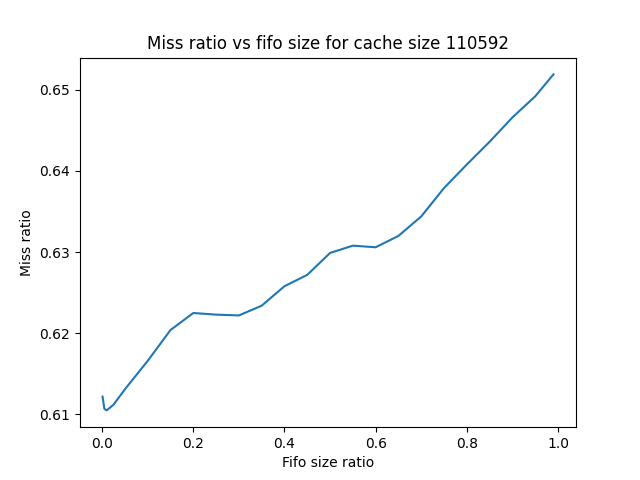 Miss ratio vs fifo size for cache size 110592
0.65
0.64
0.63
0.62
0.61
Miss ratio
0.0 0.2 0.4 0.6 0.8 1.0
Fifo size ratio